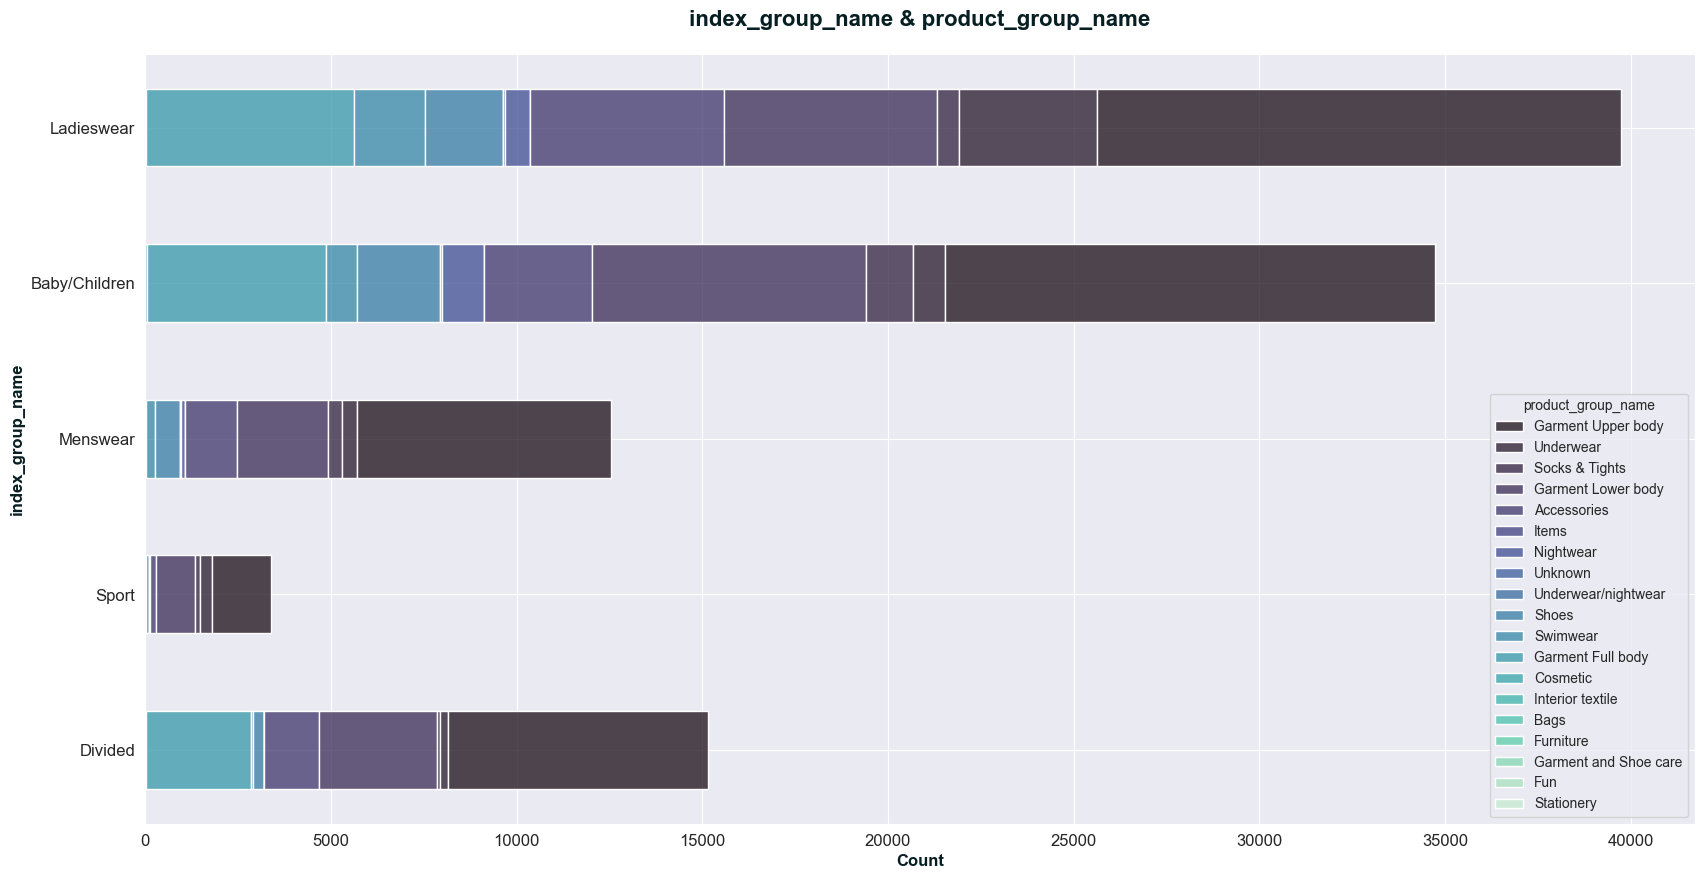 index_group_name & product_group_name
index_group_name
Ladieswear
Baby/Children
Menswear
Sport
Divided
product_group_name
Garment Upper body
Underwear
Socks & Tights
Garment Lower body
Accessories
Items
Nightwear
Unknown
Underwear/nightwear
Shoes
Swimwear
Garment Full body
Cosmetic
Interior textile
Bags
Furniture
Garment and Shoe care
Fun
Stationery
0 5000 10000 15000 20000 25000 30000 35000 40000
Count